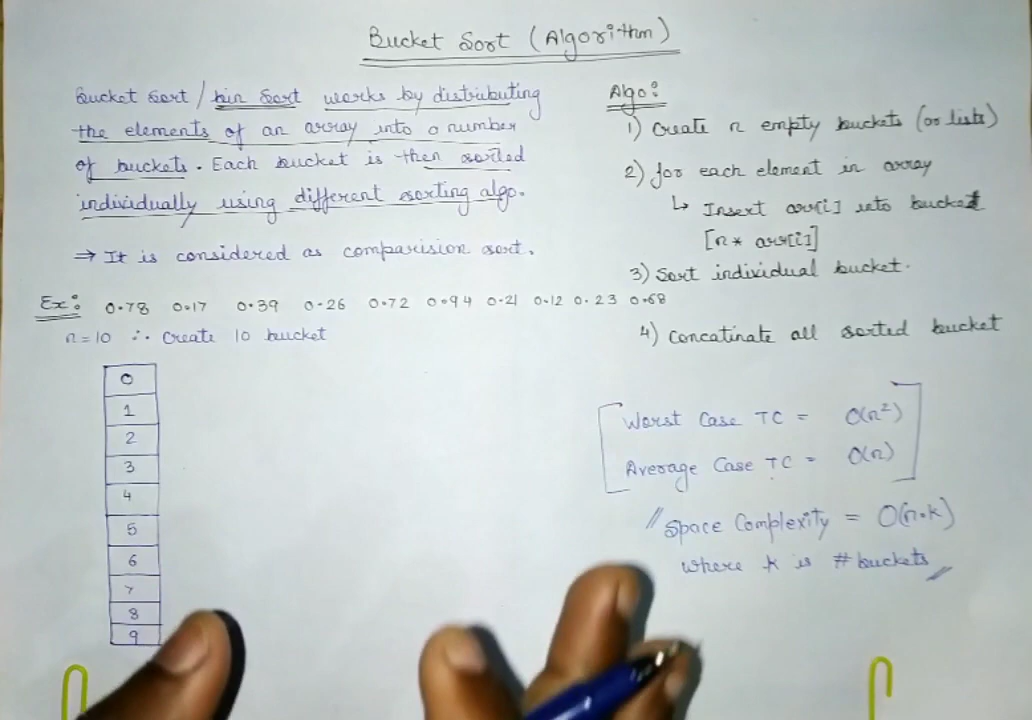 Bucket Sort (Algorithm)
Bucket sort / bin sort works by distributing
the elements of an array into a number
of buckets. Each bucket is then sorted
individually using different sorting algo.
⇒ It is considered as comparision sort.
Ex: 0.78 0.17 0.39 0.26 0.72 0.94 0.21 0.12 0.23 0.68
n=10 ∴ Create 10 bucket
0
1
2
3
4
5
6
7
8
9
Algo:
1) Create n empty buckets (or lists)
2) for each element in array
↳ Insert arr[i] into bucket
[n* arr[i]]
3) Sort individual bucket.
4) Concatinate all sorted bucket
Worst Case TC = O(n²)
Average Case TC = O(n)
// Space Complexity = O(n.k)
where k is # buckets //